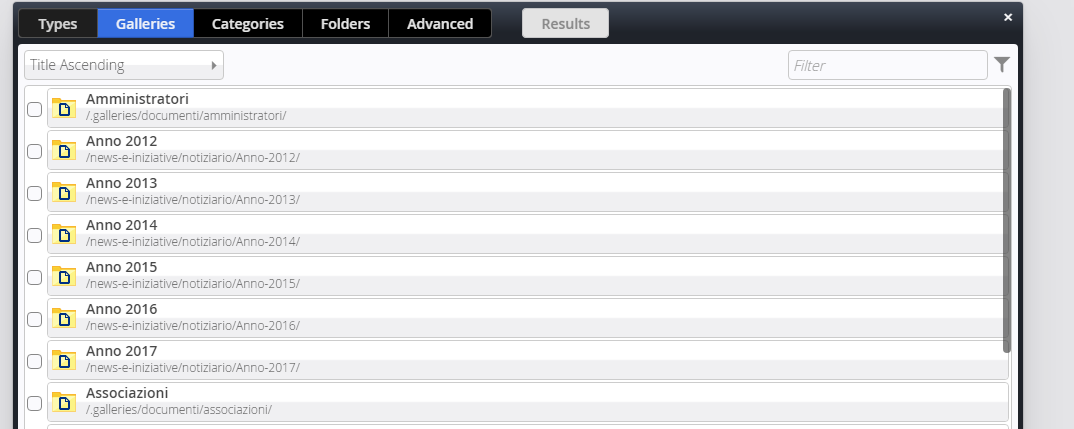 Types Galleries Categories Folders Advanced Results ×
Title Ascending Filter
Amministratori
/.galleries/documenti/amministratori/
Anno 2012
/news-e-iniziative/notiziario/Anno-2012/
Anno 2013
/news-e-iniziative/notiziario/Anno-2013/
Anno 2014
/news-e-iniziative/notiziario/Anno-2014/
Anno 2015
/news-e-iniziative/notiziario/Anno-2015/
Anno 2016
/news-e-iniziative/notiziario/Anno-2016/
Anno 2017
/news-e-iniziative/notiziario/Anno-2017/
Associazioni
/.galleries/documenti/associazioni/